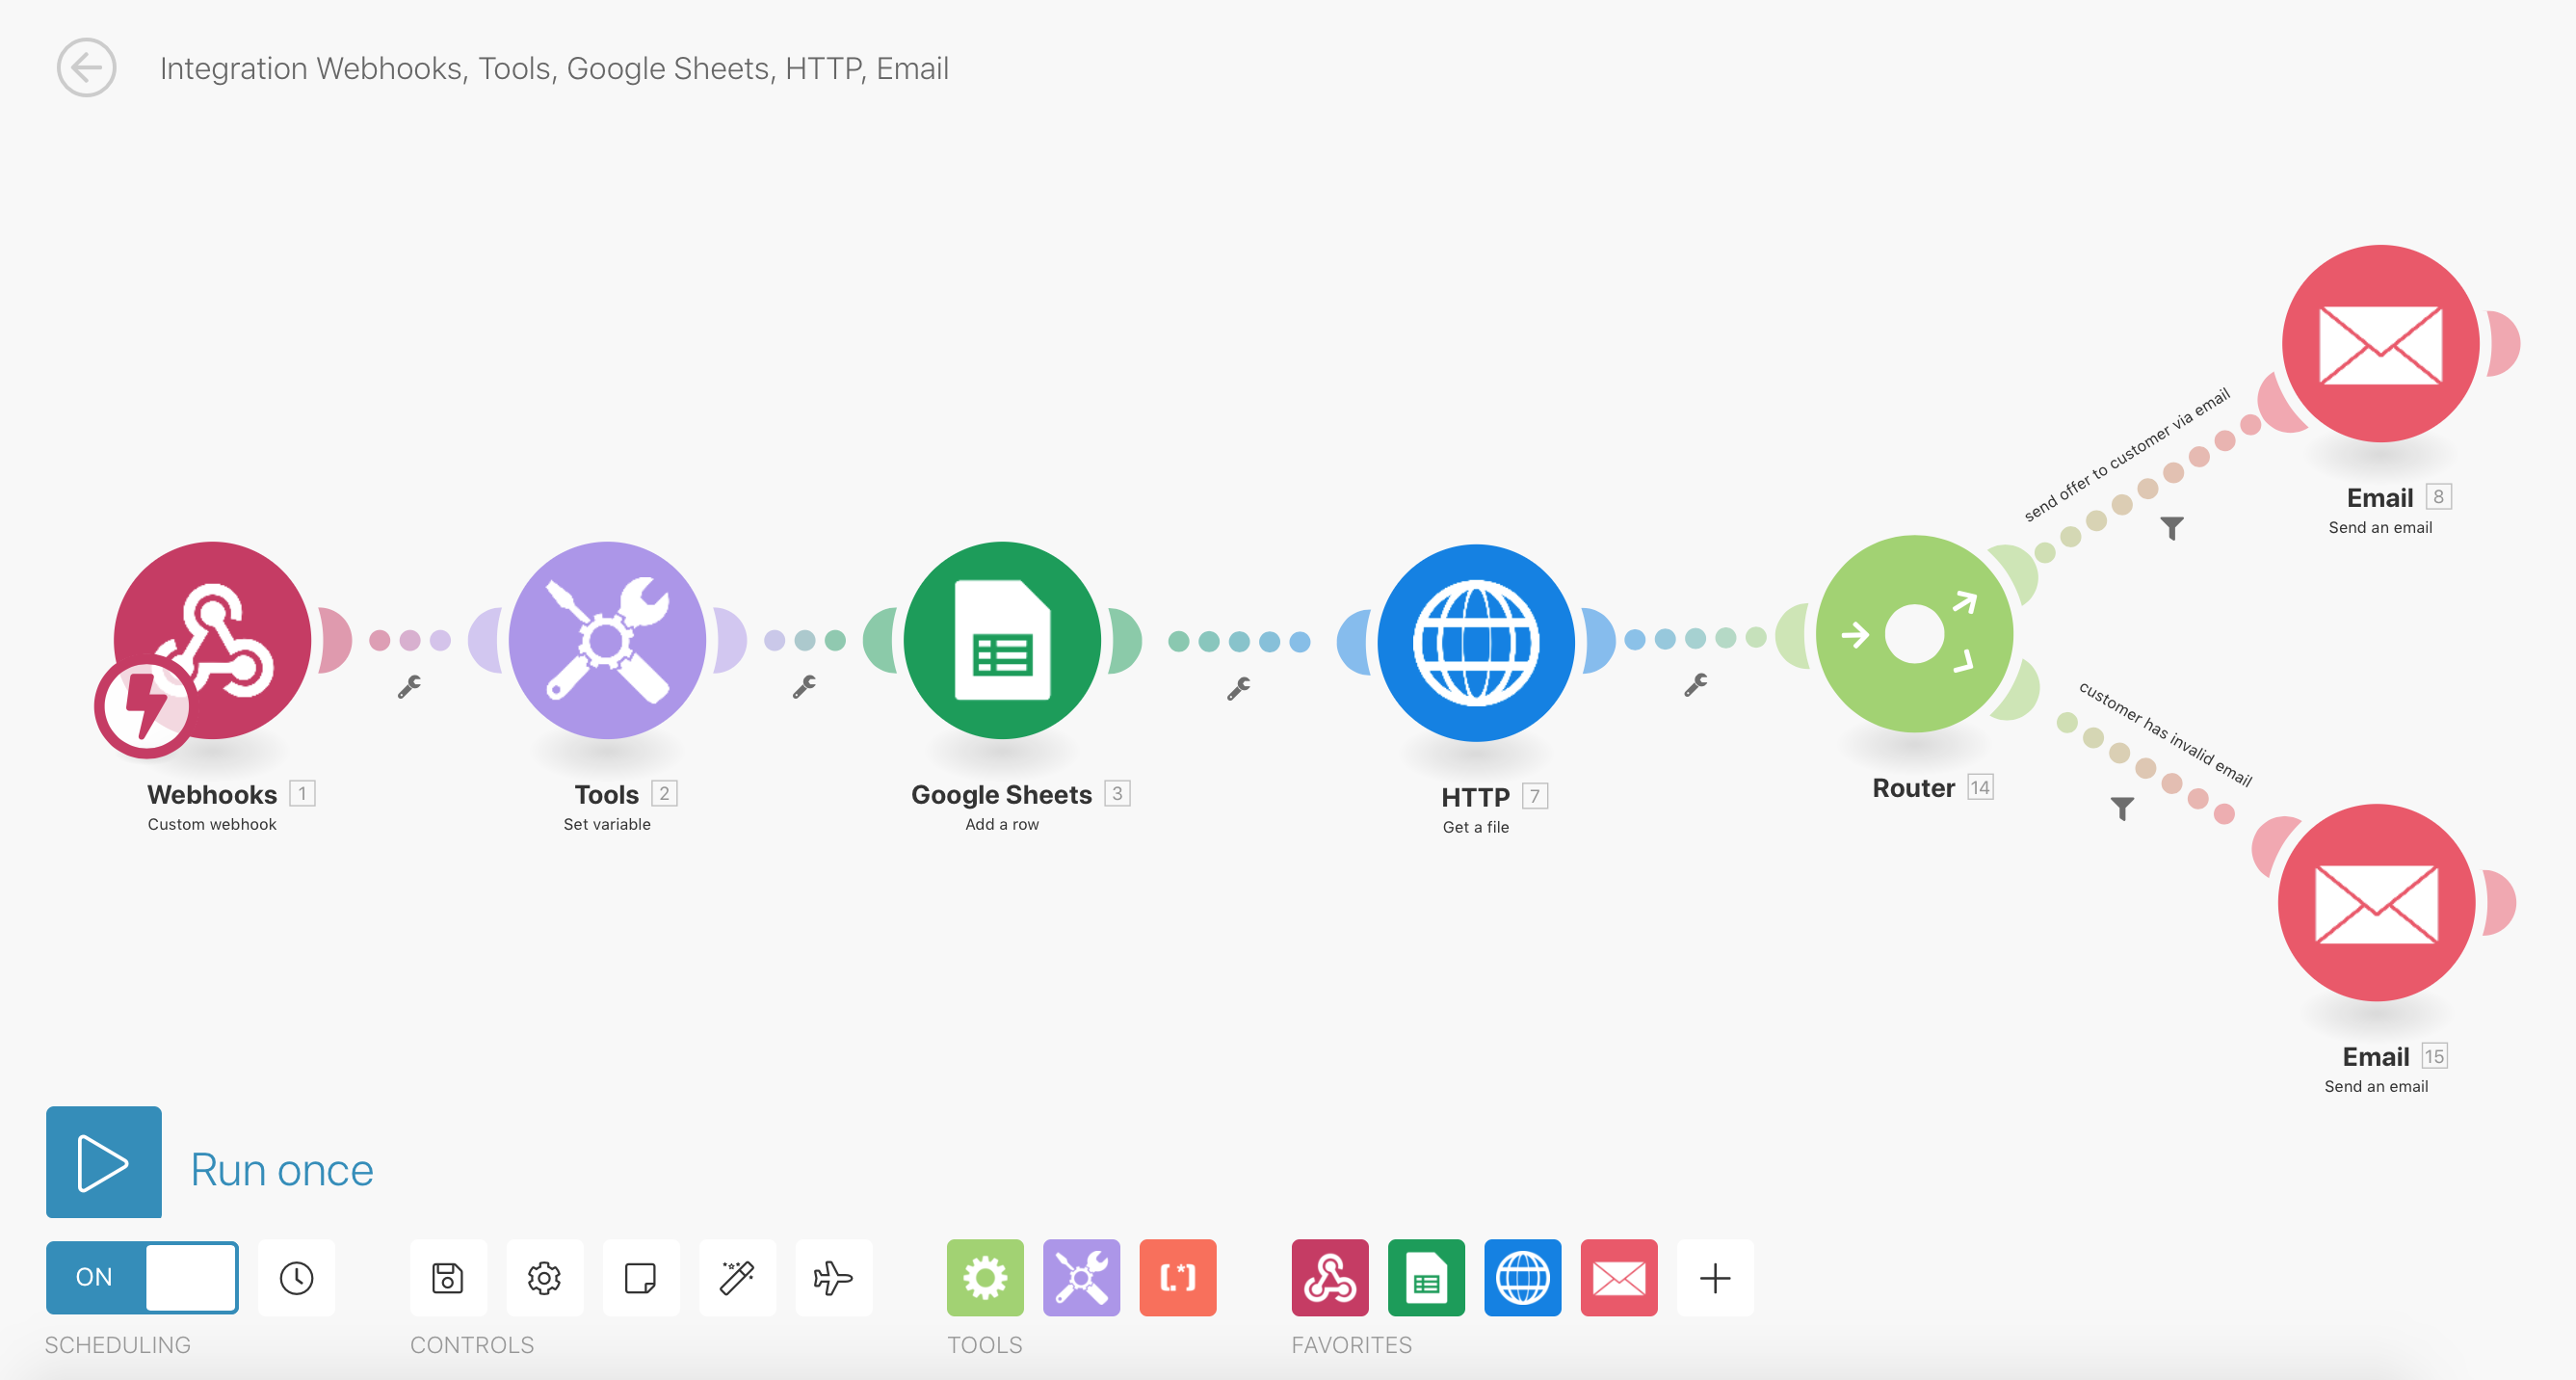 Integration Webhooks, Tools, Google Sheets, HTTP, Email
send offer to customer via email
Email 8
Send an email
customer has invalid email
Webhooks 1
Custom webhook
Tools 2
Set variable
Google Sheets 3
Add a row
HTTP 7
Get a file
Router 14
Email 15
Send an email
Run once
ON
SCHEDULING
CONTROLS
TOOLS
FAVORITES